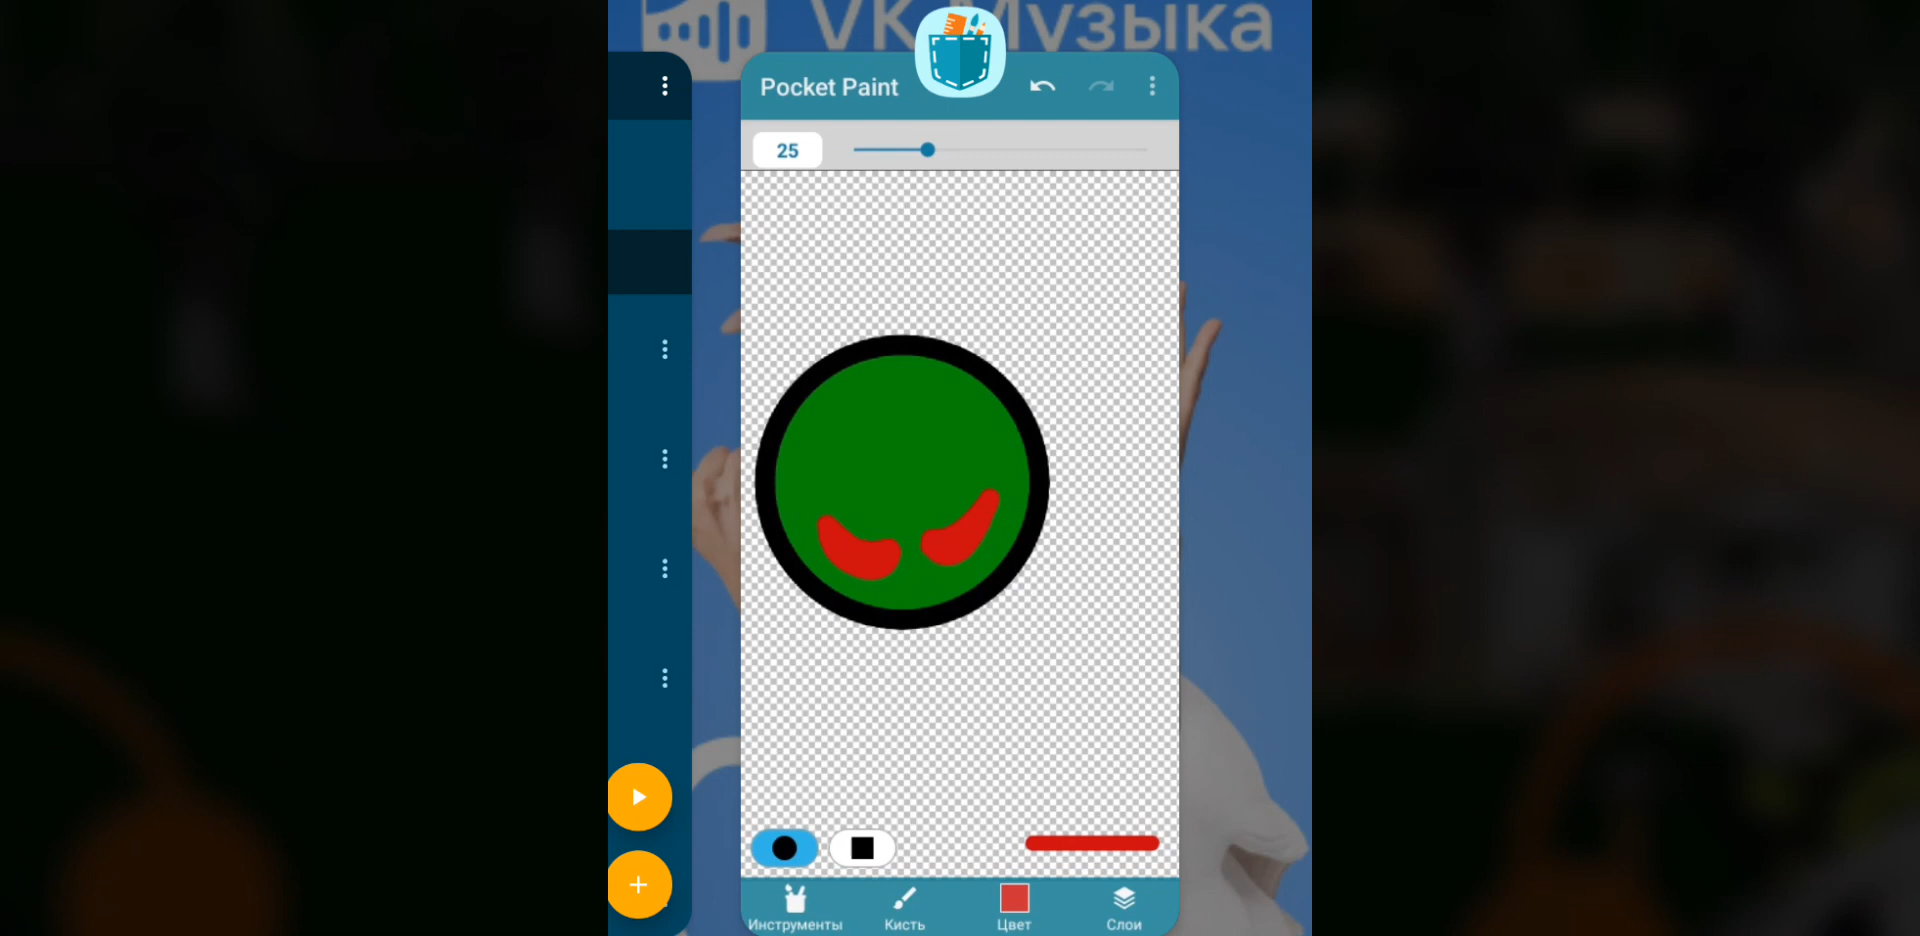 VK Музыка
Pocket Paint
25
Инструменты
Кисть
Цвет
Слои